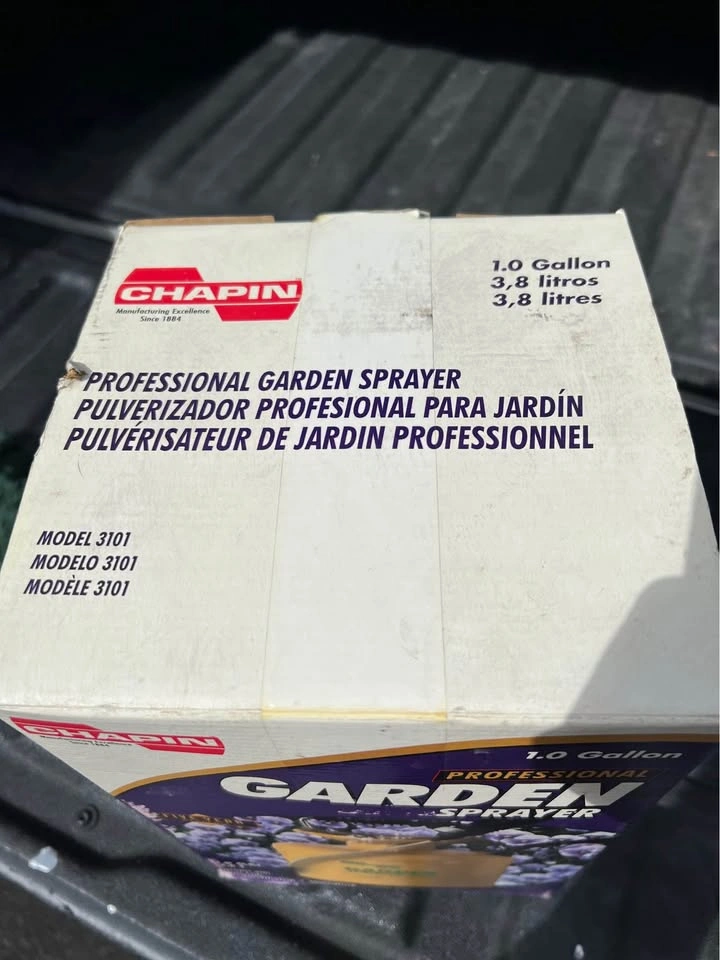 CHAPIN
Manufacturing Excellence
Since 1884
1.0 Gallon
3,8 litros
3,8 litres
PROFESSIONAL GARDEN SPRAYER
PULVERIZADOR PROFESIONAL PARA JARDÍN
PULVÉRISATEUR DE JARDIN PROFESSIONNEL
MODEL 3101
MODELO 3101
MODÈLE 3101
CHAPIN
Since 1884
1.0 Gallon
PROFESSIONAL
GARDEN
SPRAYER